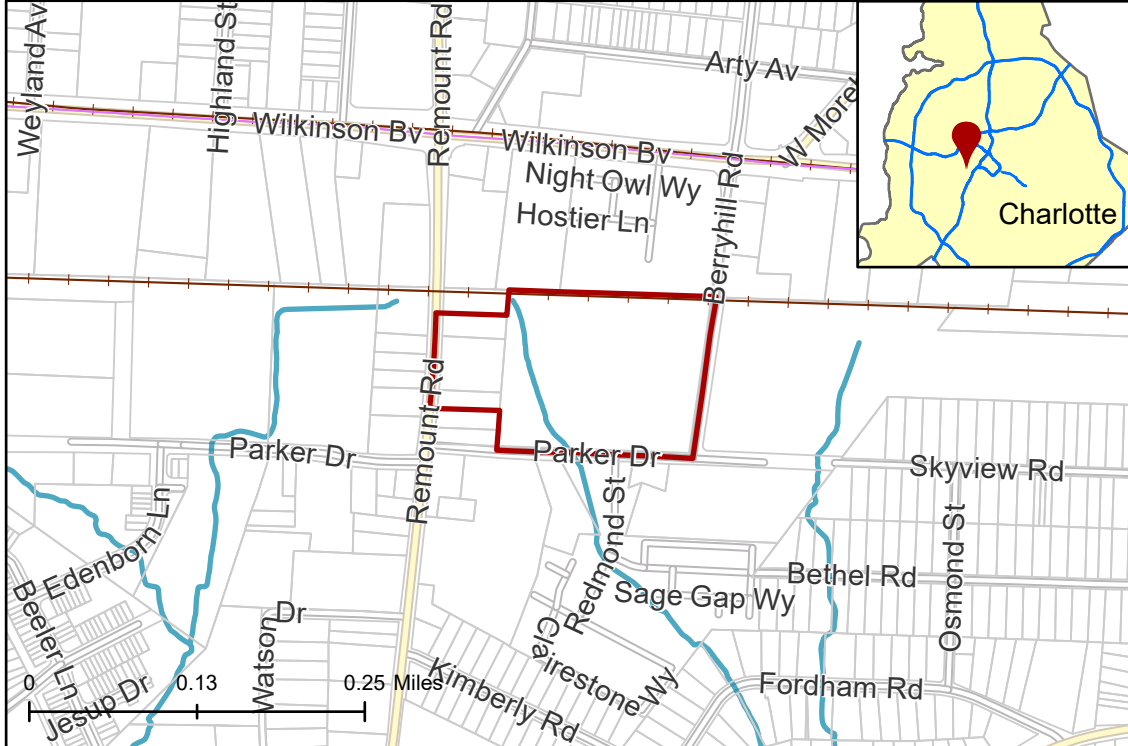 Weyland Av
Highland St
Remount Rd
Arty Av
W Morel
Charlotte
Wilkinson Bv
Wilkinson Bv
Night Owl Wy
Hostier Ln
Berryhill Rd
Remount Rd
Parker Dr
Parker Dr
Skyview Rd
Edenborn Ln
Redmond St
Osmond St
Bethel Rd
Sage Gap Wy
Beeler Ln
Watson
Dr
Cla
irestone
Wy
Kimberly Rd
Fordham Rd
Jesup Dr
0
0.13
0.25 Miles